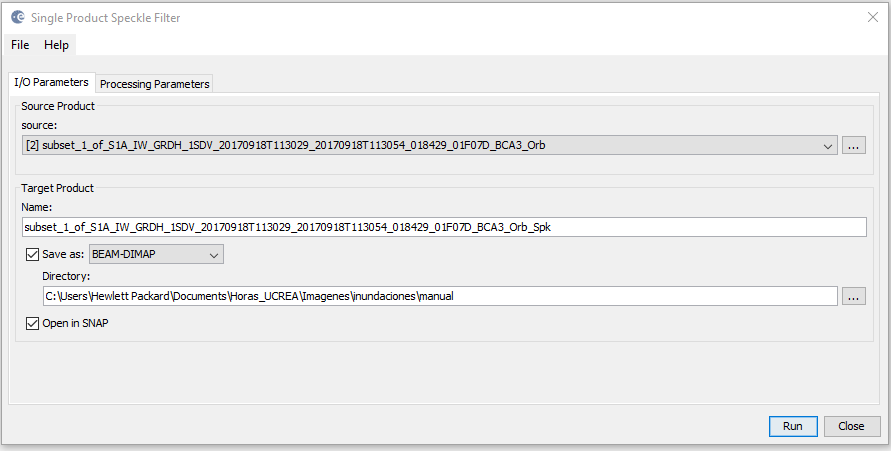 Single Product Speckle Filter
File Help
I/O Parameters Processing Parameters
Source Product
source:
[2] subset_1_of_S1A_IW_GRDH_1SDV_20170918T113029_20170918T113054_018429_01F07D_BCA3_Orb ...
Target Product
Name:
subset_1_of_S1A_IW_GRDH_1SDV_20170918T113029_20170918T113054_018429_01F07D_BCA3_Orb_Spk
Save as: BEAM-DIMAP
Directory:
C:\Users\Hewlett Packard\Documents\Horas_UCREA\Imagenes\inundaciones\manual ...
Open in SNAP
Run Close